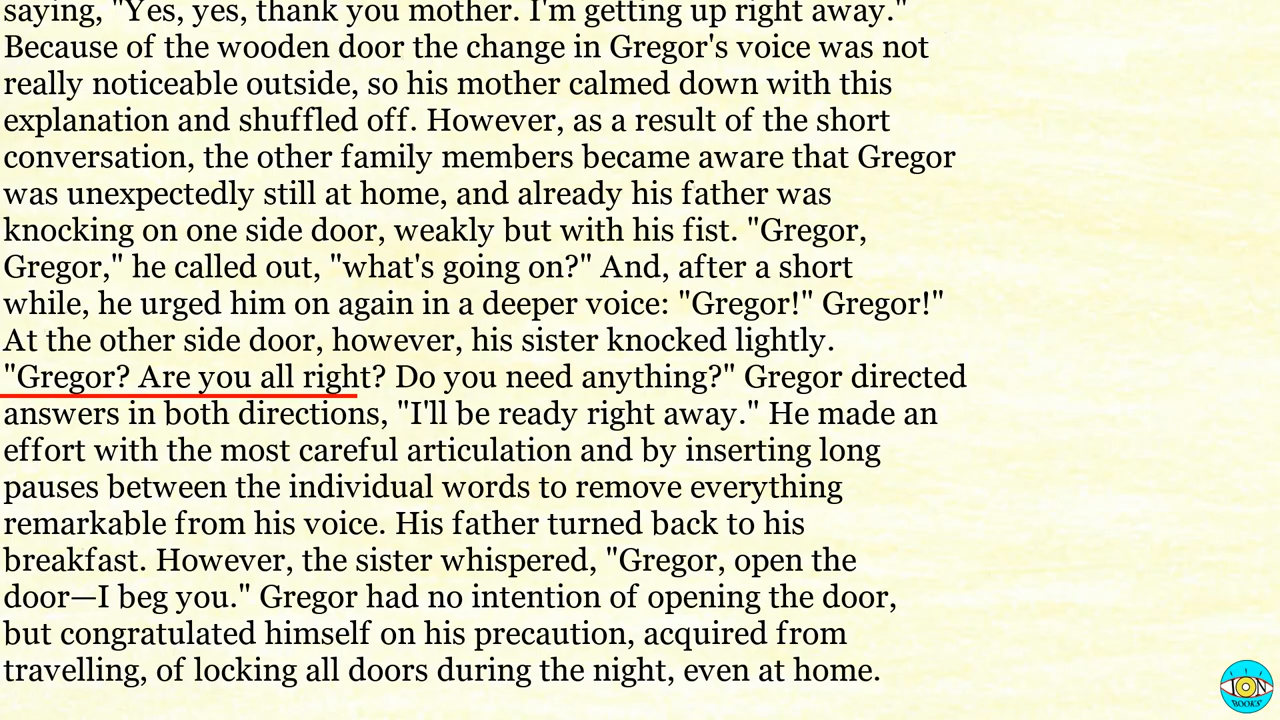 saying, "Yes, yes, thank you mother. I'm getting up right away."
Because of the wooden door the change in Gregor's voice was not
really noticeable outside, so his mother calmed down with this
explanation and shuffled off. However, as a result of the short
conversation, the other family members became aware that Gregor
was unexpectedly still at home, and already his father was
knocking on one side door, weakly but with his fist. "Gregor,
Gregor," he called out, "what's going on?" And, after a short
while, he urged him on again in a deeper voice: "Gregor!" Gregor!"
At the other side door, however, his sister knocked lightly.
"Gregor? Are you all right? Do you need anything?" Gregor directed
answers in both directions, "I'll be ready right away." He made an
effort with the most careful articulation and by inserting long
pauses between the individual words to remove everything
remarkable from his voice. His father turned back to his
breakfast. However, the sister whispered, "Gregor, open the
door—I beg you." Gregor had no intention of opening the door,
but congratulated himself on his precaution, acquired from
travelling, of locking all doors during the night, even at home.
ION
BOOKS